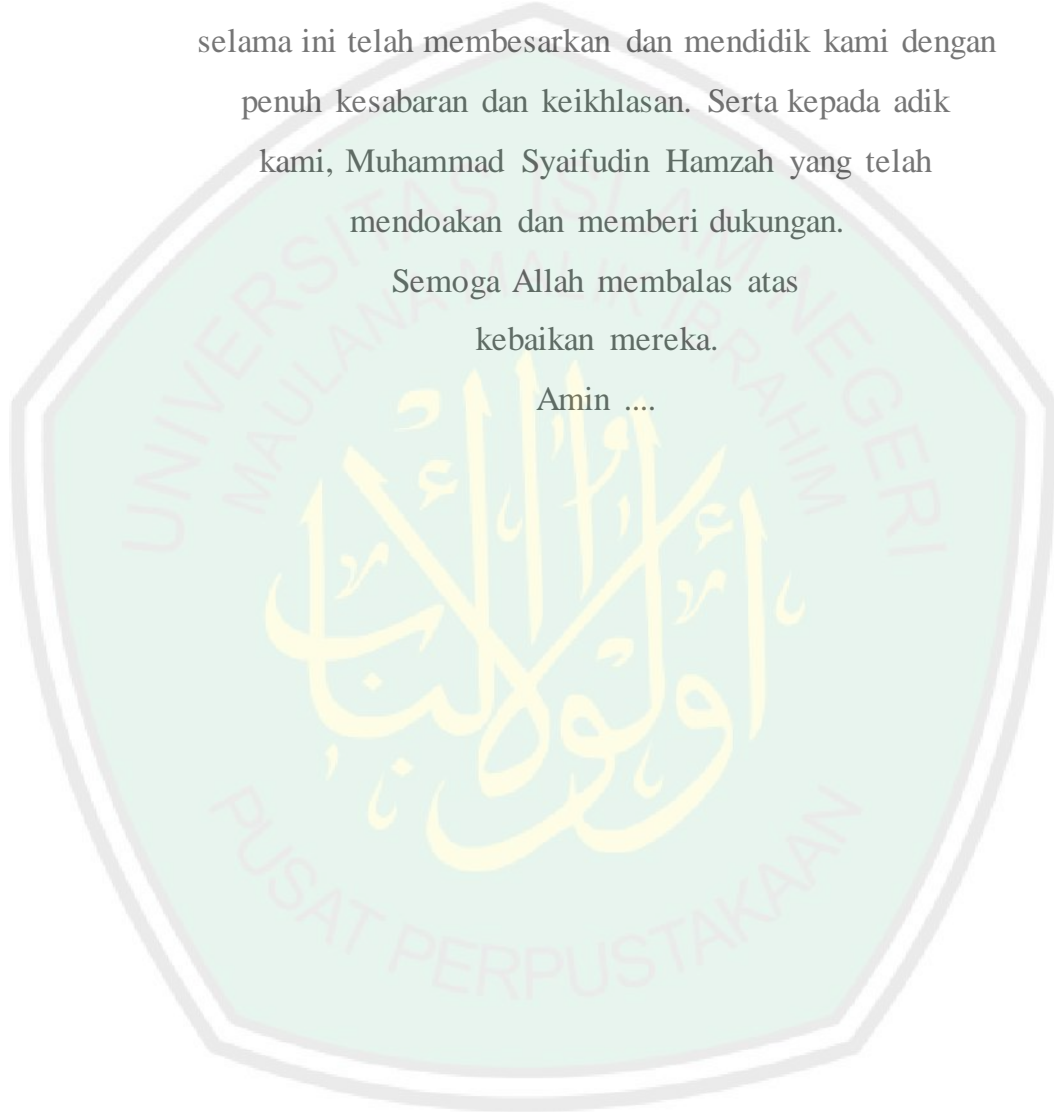 selama ini telah membesarkan dan mendidik kami dengan
penuh kesabaran dan keikhlasan. Serta kepada adik
kami, Muhammad Syaifudin Hamzah yang telah
mendoakan dan memberi dukungan.
Semoga Allah membalas atas
kebaikan mereka.
Amin ....
UNIVERSITAS ISLAM NEGERI
MAULANA MALIK IBRAHIM
أولوا الألباب
PUSAT PERPUSTAKAAN